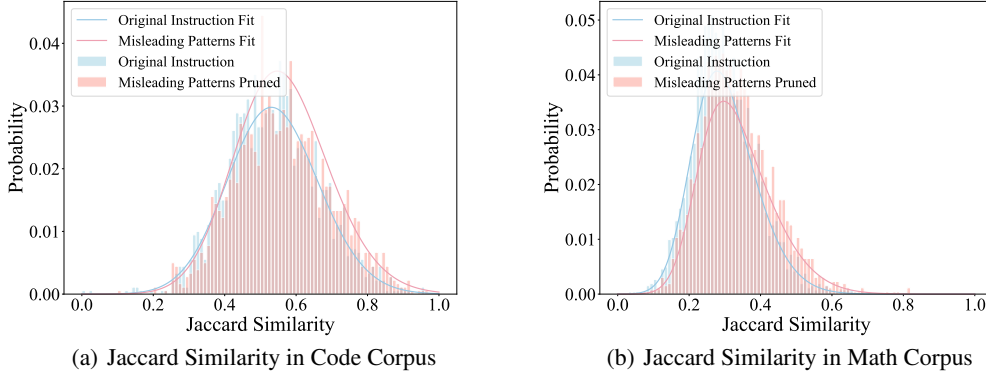 Original Instruction Fit
Misleading Patterns Fit
Original Instruction
Misleading Patterns Pruned
0.04
0.03
0.02
0.01
0.00
Probability
0.0 0.2 0.4 0.6 0.8 1.0
Jaccard Similarity
(a) Jaccard Similarity in Code Corpus
Original Instruction Fit
Misleading Patterns Fit
Original Instruction
Misleading Patterns Pruned
0.05
0.04
0.03
0.02
0.01
0.00
Probability
0.0 0.2 0.4 0.6 0.8 1.0
Jaccard Similarity
(b) Jaccard Similarity in Math Corpus